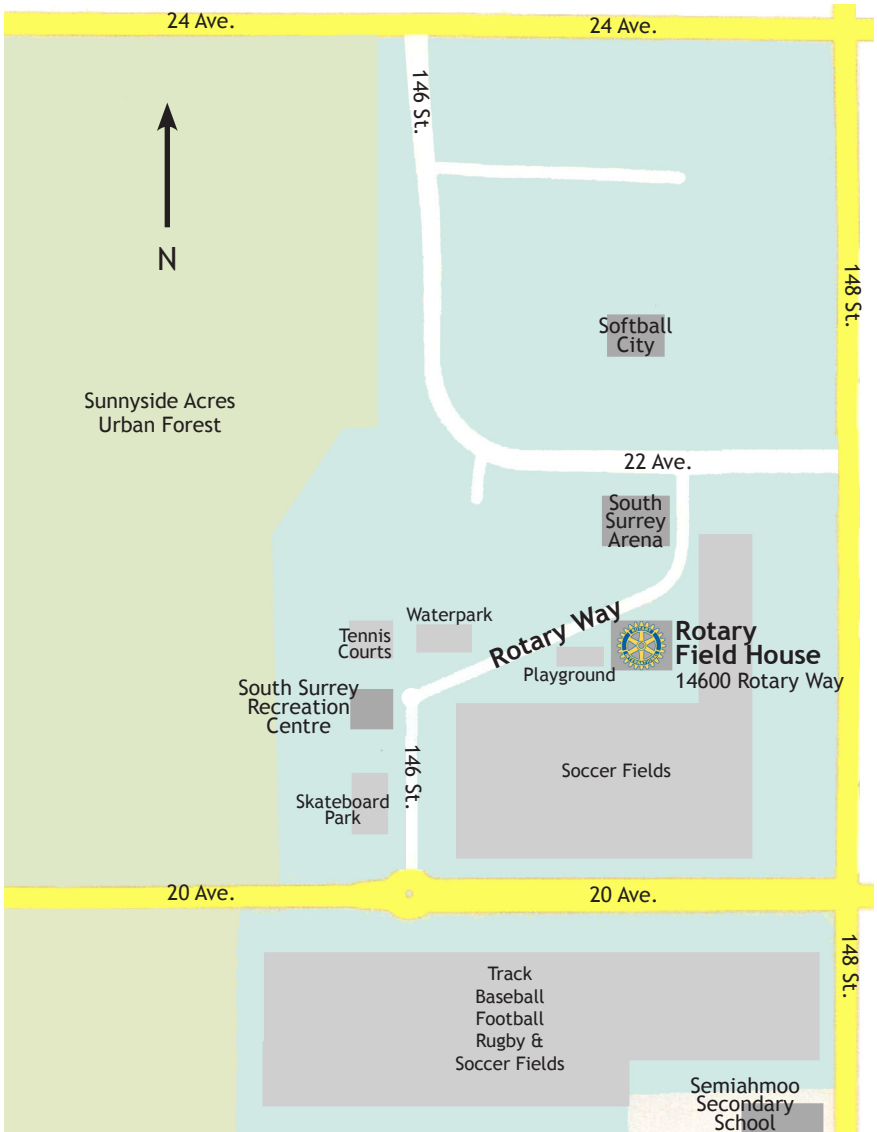 24 Ave.
24 Ave.
146 St.
N
148 St.
Softball
City
Sunnyside Acres
Urban Forest
22 Ave.
South
Surrey
Arena
Waterpark
Rotary Way
Tennis
Courts
Rotary
Field House
14600 Rotary Way
Playground
South Surrey
Recreation
Centre
146 St.
Soccer Fields
Skateboard
Park
20 Ave.
20 Ave.
148 St.
Track
Baseball
Football
Rugby &
Soccer Fields
Semiahmoo
Secondary
School